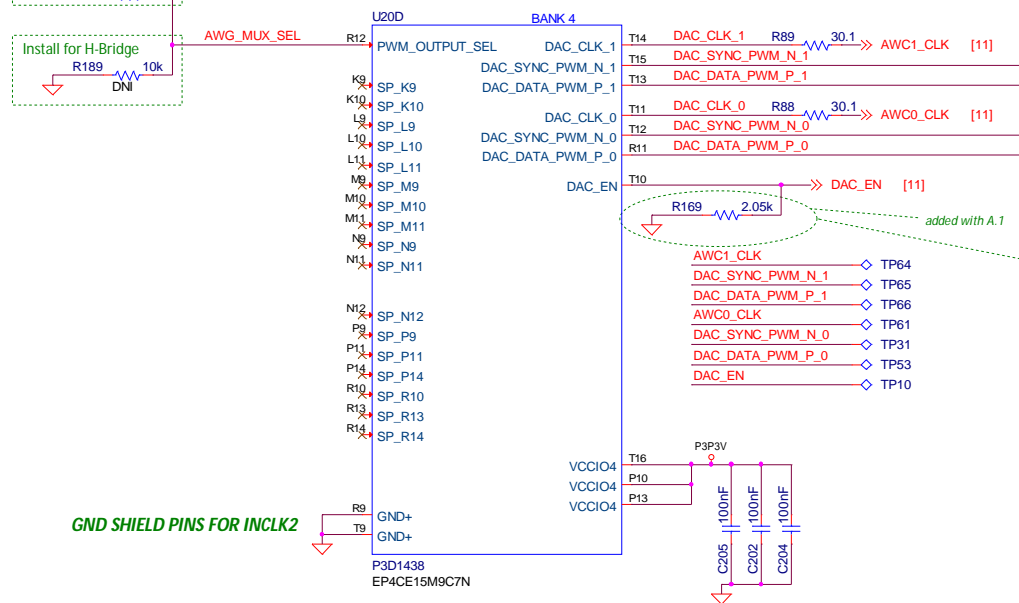 U20D
BANK 4
Install for H-Bridge
R189 10k
DNI
AWG_MUX_SEL R12 PWM_OUTPUT_SEL
K9 SP_K9
K10 SP_K10
L9 SP_L9
L10 SP_L10
L11 SP_L11
M9 SP_M9
M10 SP_M10
M11 SP_M11
N9 SP_N9
N11 SP_N11
N12 SP_N12
P9 SP_P9
P11 SP_P11
P14 SP_P14
R10 SP_R10
R13 SP_R13
R14 SP_R14
GND SHIELD PINS FOR INCLK2
R9 GND+
T9 GND+
DAC_CLK_1 T14 DAC_CLK_1 R89 30.1 AWC1_CLK [11]
DAC_SYNC_PWM_N_1 T15 DAC_SYNC_PWM_N_1
DAC_DATA_PWM_P_1 T13 DAC_DATA_PWM_P_1
DAC_CLK_0 T11 DAC_CLK_0 R88 30.1 AWC0_CLK [11]
DAC_SYNC_PWM_N_0 T12 DAC_SYNC_PWM_N_0
DAC_DATA_PWM_P_0 R11 DAC_DATA_PWM_P_0
DAC_EN T10 DAC_EN [11]
R169 2.05k
added with A.1
AWC1_CLK TP64
DAC_SYNC_PWM_N_1 TP65
DAC_DATA_PWM_P_1 TP66
AWC0_CLK TP61
DAC_SYNC_PWM_N_0 TP31
DAC_DATA_PWM_P_0 TP53
DAC_EN TP10
P3P3V
VCCIO4 T16
VCCIO4 P10
VCCIO4 P13
C205 100nF
C202 100nF
C204 100nF
P3D1438
EP4CE15M9C7N